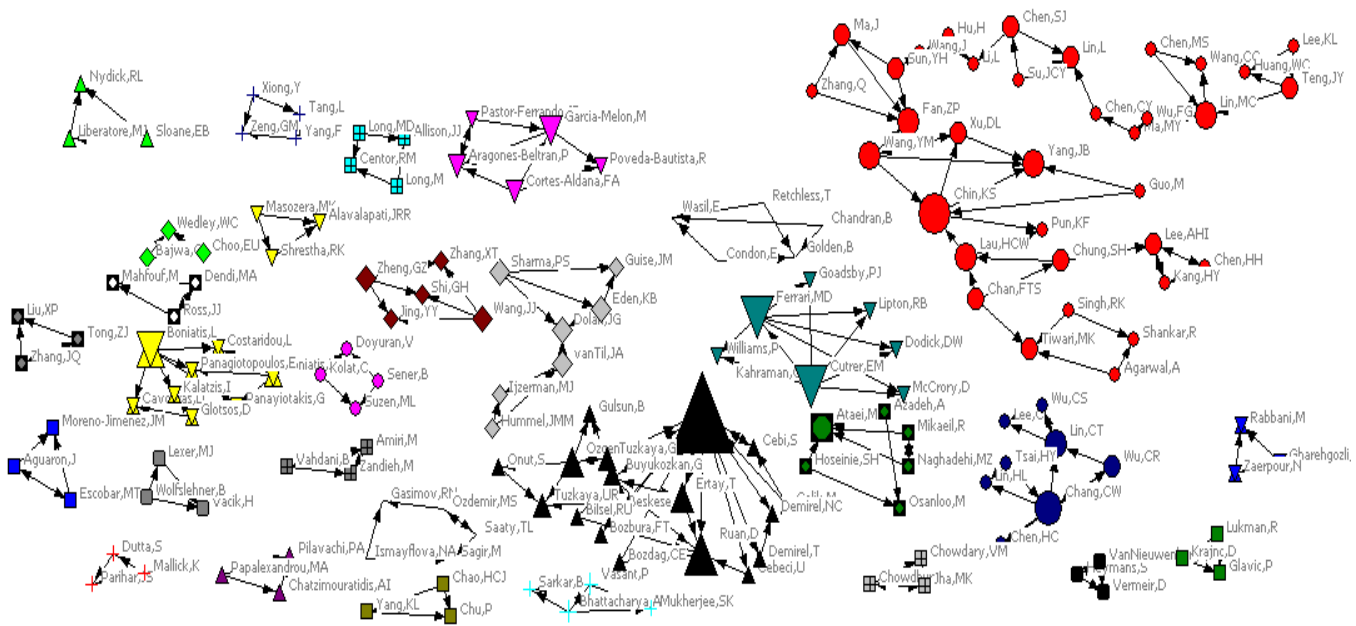 Nydick,RL
Liberatore,MJ
Sloane,EB
Xiong,Y
Tang,L
Zeng,GM
Yang,F
Long,MD
Allison,JJ
Centor,RM
Long,M
Garcia-Melon,M
Aragones-Beltran,P
Poveda-Bautista,R
Cortes-Aldana,FA
Ma,J
Hu,H
Wang,J
Sun,YH
Li,L
Chen,SJ
Lin,L
Su,JCY
Zhang,Q
Fan,ZP
Chen,MS
Lee,KL
Huang,WC
Teng,JY
Lin,MC
Chen,CY
Wu,FG
Ma,MY
Xu,DL
Wang,YM
Yang,JB
Chin,KS
Guo,M
Pun,KF
Lau,HCW
Chung,SH
Lee,AHI
Chen,HH
Kang,HY
Chan,FTS
Singh,RK
Tiwari,MK
Shankar,R
Agarwal,A
Wedley,WC
Choo,EU
Alavalapati,JRR
Shrestha,RK
Mahfouf,M
Dendi,MA
Ross,JJ
Liu,XP
Tong,ZJ
Zhang,JQ
Zhang,XT
Zheng,GZ
Shi,GH
Jing,YY
Wang,JJ
Sharma,PS
Guise,JM
Eden,KB
Dolan,JG
vanTil,JA
Ijzerman,MJ
Hummel,JMM
Wasil,E
Retchless,T
Chandran,B
Condon,E
Golden,B
Goadsby,PJ
Ferrari,MD
Lipton,RB
Williams,P
Dodick,DW
Cutrer,EM
McCrory,D
Boniatis,I
Costaridou,L
Kalatzis,I
Panayiotakis,G
Glotsos,D
Doyuran,V
Kolat,C
Sener,B
Suzen,ML
Moreno-Jimenez,JM
Aguaron,J
Escobar,MT
Lexer,MJ
Wolfslehner,B
Vacik,H
Amiri,M
Vahdani,B
Zandieh,M
Gasimov,RN
Ozdemir,MS
Saaty,TL
Ismayilova,NA
Sagir,M
Gulsun,B
Onut,S
Tuzkaya,G
Buyukozkan,G
Tuzkaya,UR
Bilsel,RU
Bozbura,FT
Bozdag,CE
Vasant,P
Ertay,T
Ruan,D
Cebi,S
Demirel,NC
Demirel,T
Cebeci,U
Azadeh,A
Ataei,M
Mikaeil,R
Hoseinie,SH
Naghadehi,MZ
Osanloo,M
Wu,CS
Lin,CT
Tsai,HY
Lin,HL
Wu,CR
Chang,CW
Chen,HC
Rabbani,M
Zaerpour,N
Lukman,R
Krajnc,D
Glavic,P
Dutta,S
Mallick,K
Parihar,JS
Pilavachi,PA
Papalexandrou,MA
Chatzimouratidis,AI
Chao,HCJ
Yang,KL
Chu,P
Sarkar,B
Bhattacharya,A
Mukherjee,SK
Chowdary,VM
Jha,MK
Vermeir,D